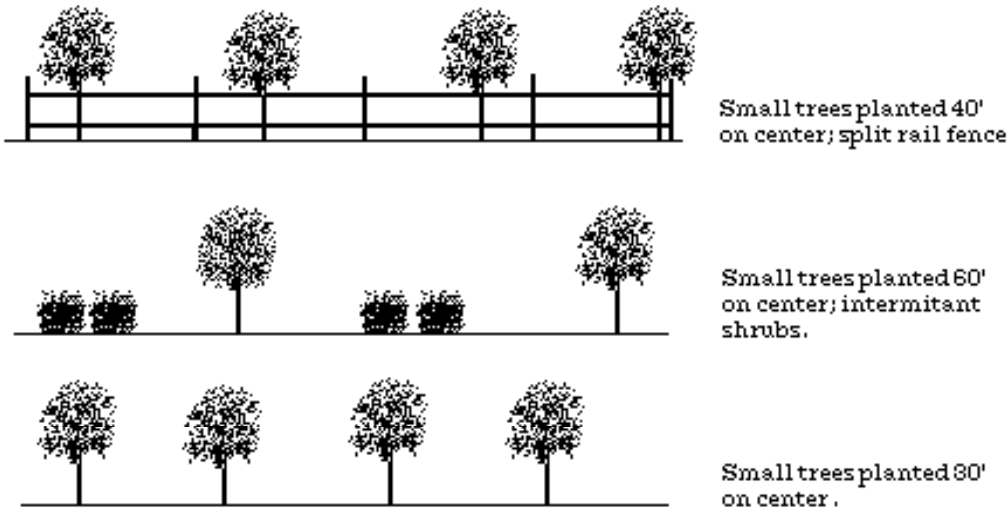 Small trees planted 40'
on center; split rail fence
Small trees planted 60'
on center; intermitant
shrubs.
Small trees planted 30'
on center.